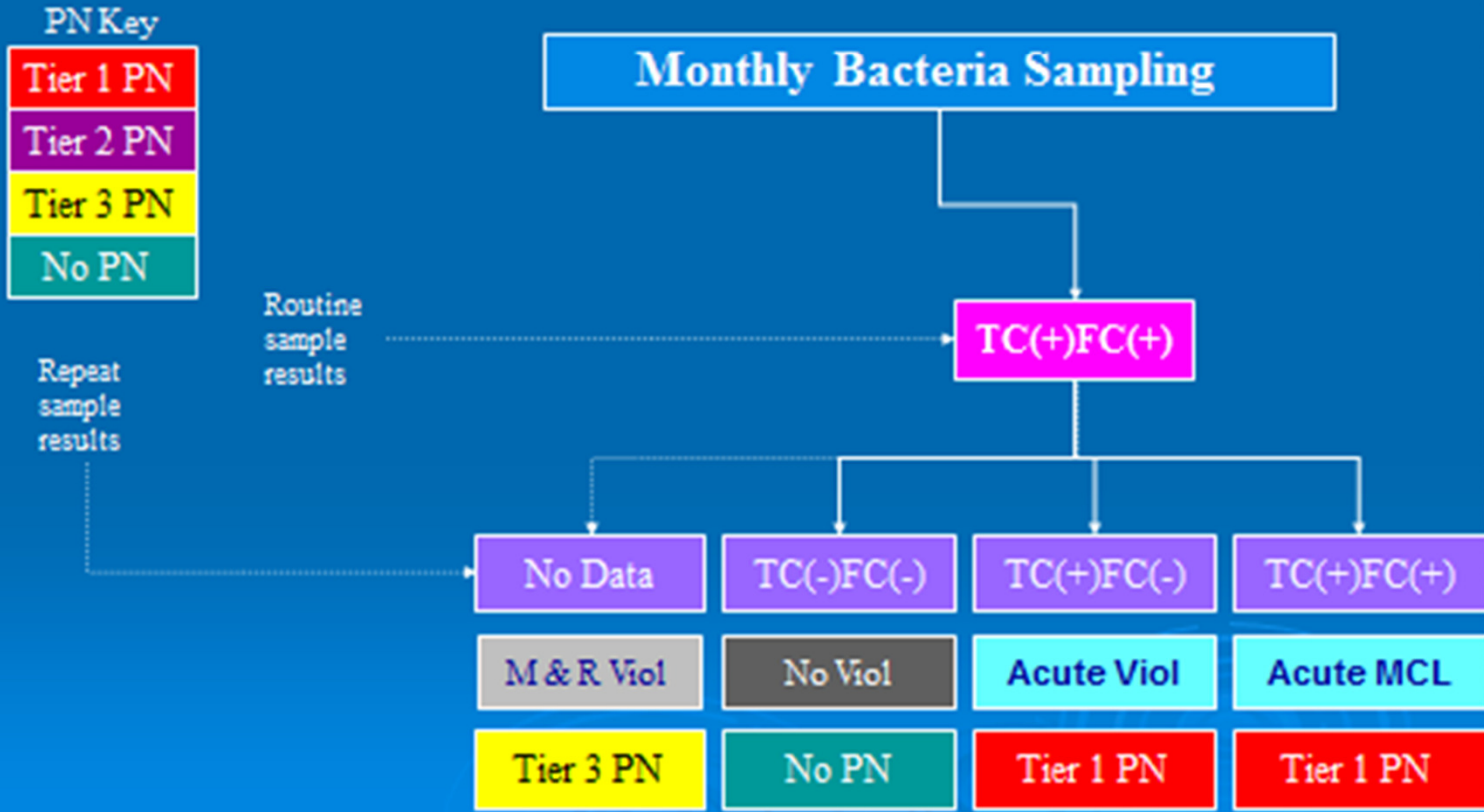 PN Key
Tier 1 PN
Tier 2 PN
Tier 3 PN
No PN
Monthly Bacteria Sampling
Routine
sample
results
TC(+)FC(+)
Repeat
sample
results
No Data
TC(-)FC(-)
TC(+)FC(-)
TC(+)FC(+)
M & R Viol
No Viol
Acute Viol
Acute MCL
Tier 3 PN
No PN
Tier 1 PN
Tier 1 PN